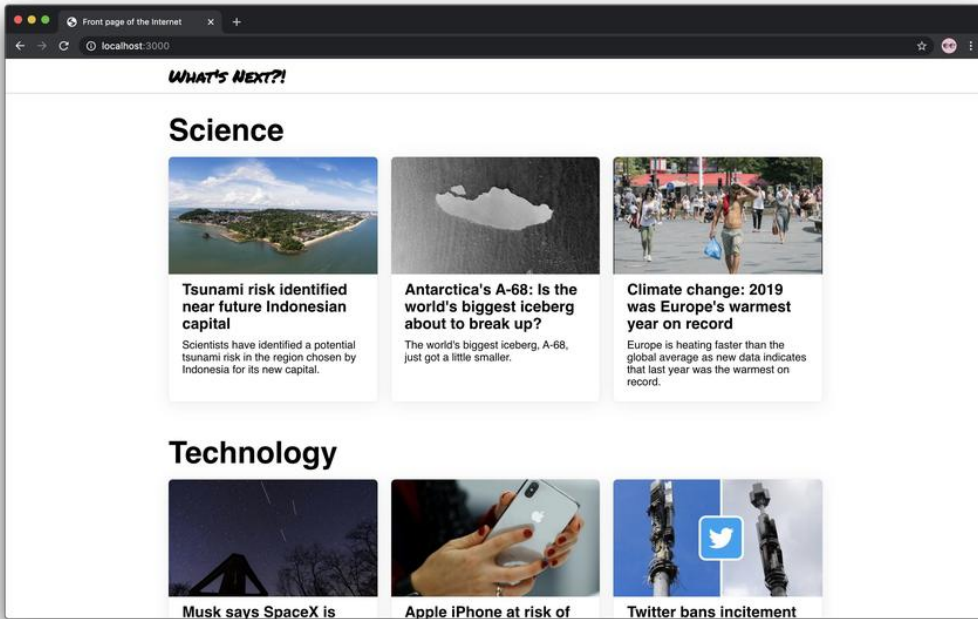 Front page of the Internet
localhost:3000
WHAT'S NEXT?!
Science
Tsunami risk identified
near future Indonesian
capital
Scientists have identified a potential
tsunami risk in the region chosen by
Indonesia for its new capital.
Antarctica's A-68: Is the
world's biggest iceberg
about to break up?
The world's biggest iceberg, A-68,
just got a little smaller.
Climate change: 2019
was Europe's warmest
year on record
Europe is heating faster than the
global average as new data indicates
that last year was the warmest on
record.
Technology
Musk says SpaceX is
Apple iPhone at risk of
Twitter bans incitement